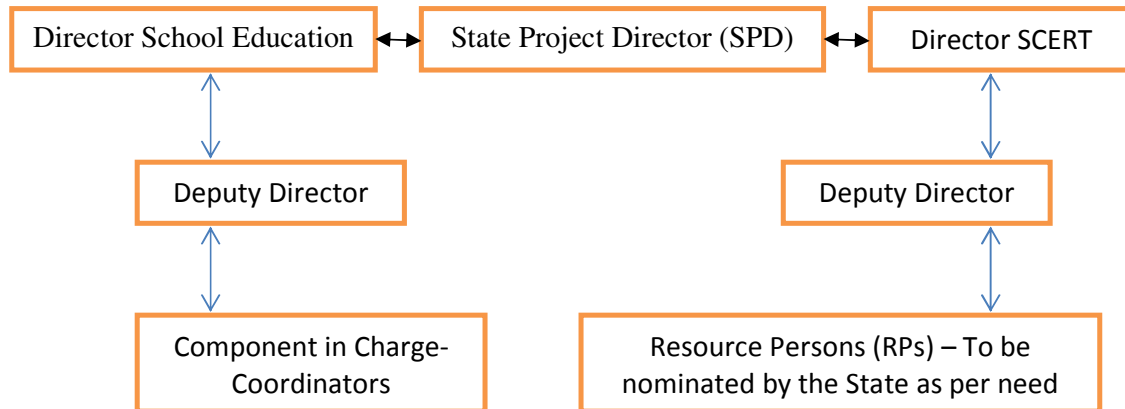 Director School Education
State Project Director (SPD)
Director SCERT
Deputy Director
Deputy Director
Component in Charge-
Coordinators
Resource Persons (RPs) – To be
nominated by the State as per need